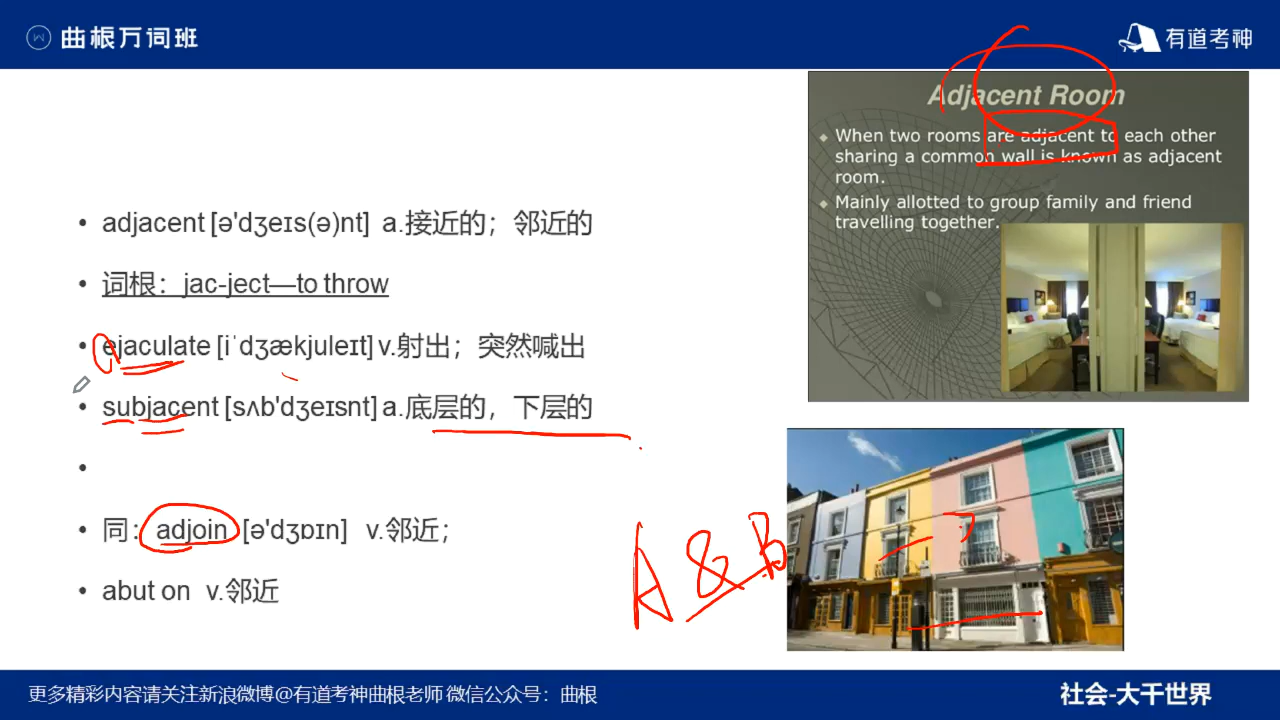 曲根万词班
有道考神
Adjacent Room
When two rooms are adjacent to each other
sharing a common wall is known as adjacent
room.
Mainly allotted to group family and friend
travelling together.
• adjacent [ə'dʒeɪs(ə)nt] a.接近的；邻近的
• 词根：jac-ject—to throw
• ejaculate [iˈdʒækjuleɪt] v.射出；突然喊出
• subjacent [sʌb'dʒeɪsnt] a.底层的，下层的
•
• 同：adjoin [ə'dʒɒɪn] v.邻近；
• abut on v.邻近
A & B
更多精彩内容请关注新浪微博@有道考神曲根老师 微信公众号：曲根
社会-大千世界